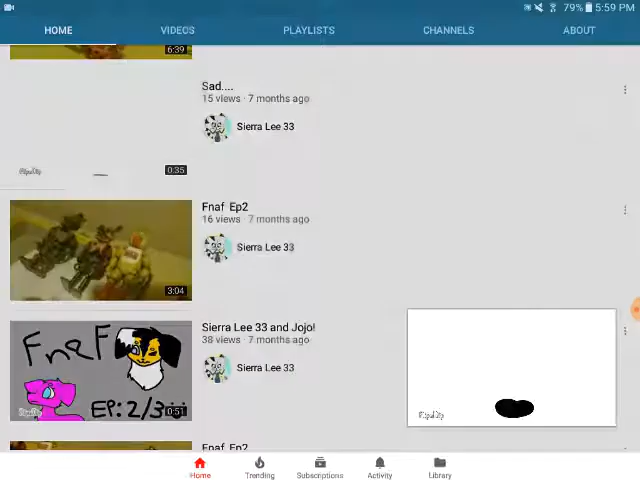 79% 5:59 PM
HOME VIDEOS PLAYLISTS CHANNELS ABOUT
6:39
Sad....
15 views · 7 months ago
Sierra Lee 33
FlipaClip
0:35
Fnaf Ep2
16 views · 7 months ago
Sierra Lee 33
3:04
Sierra Lee 33 and Jojo!
38 views · 7 months ago
Sierra Lee 33
FnaF
EP: 2/3
0:51
FlipaClip
Fnaf Ep2
Home Trending Subscriptions Activity Library